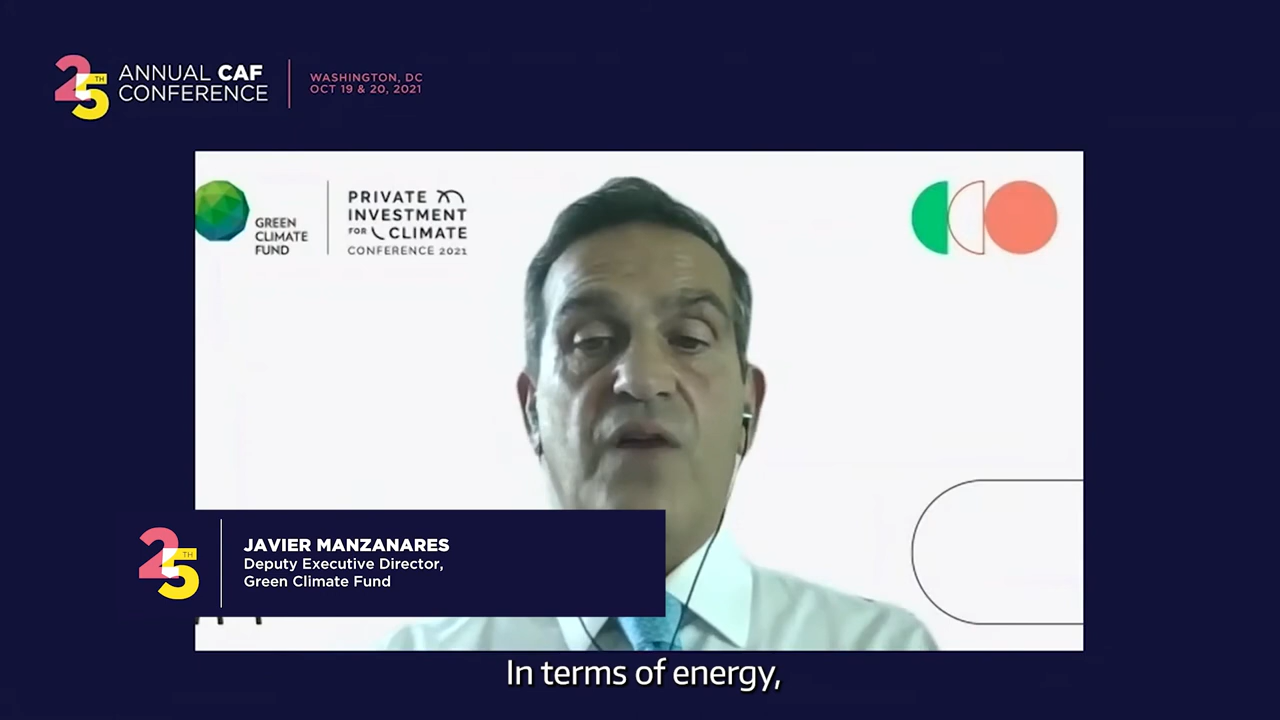 25TH
ANNUAL CAF
CONFERENCE
WASHINGTON, DC
OCT 19 & 20, 2021
GREEN
CLIMATE
FUND
PRIVATE
INVESTMENT
FOR CLIMATE
CONFERENCE 2021
25TH
JAVIER MANZANARES
Deputy Executive Director,
Green Climate Fund
In terms of energy,